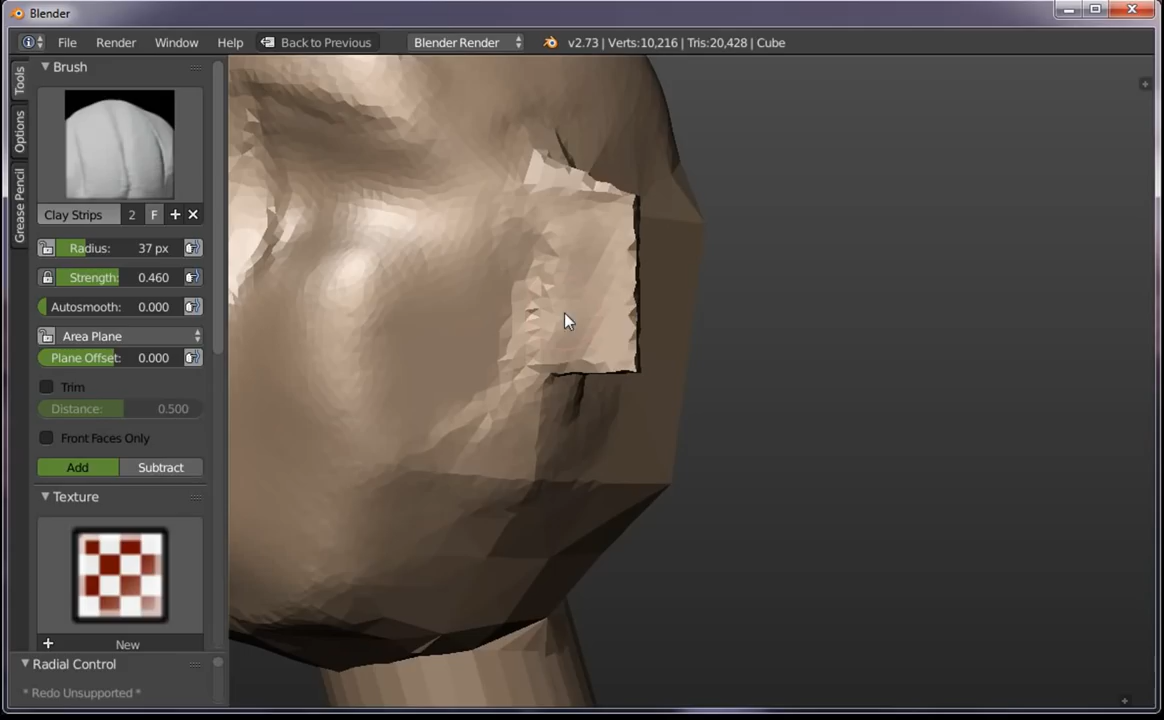 Blender
File Render Window Help Back to Previous Blender Render v2.73 | Verts:10,216 | Tris:20,428 | Cube
Tools
Options
Grease Pencil
Brush
Clay Strips 2 F
Radius: 37 px
Strength: 0.460
Autosmooth: 0.000
Area Plane
Plane Offset: 0.000
Trim
Distance: 0.500
Front Faces Only
Add Subtract
Texture
New
Radial Control
* Redo Unsupported *